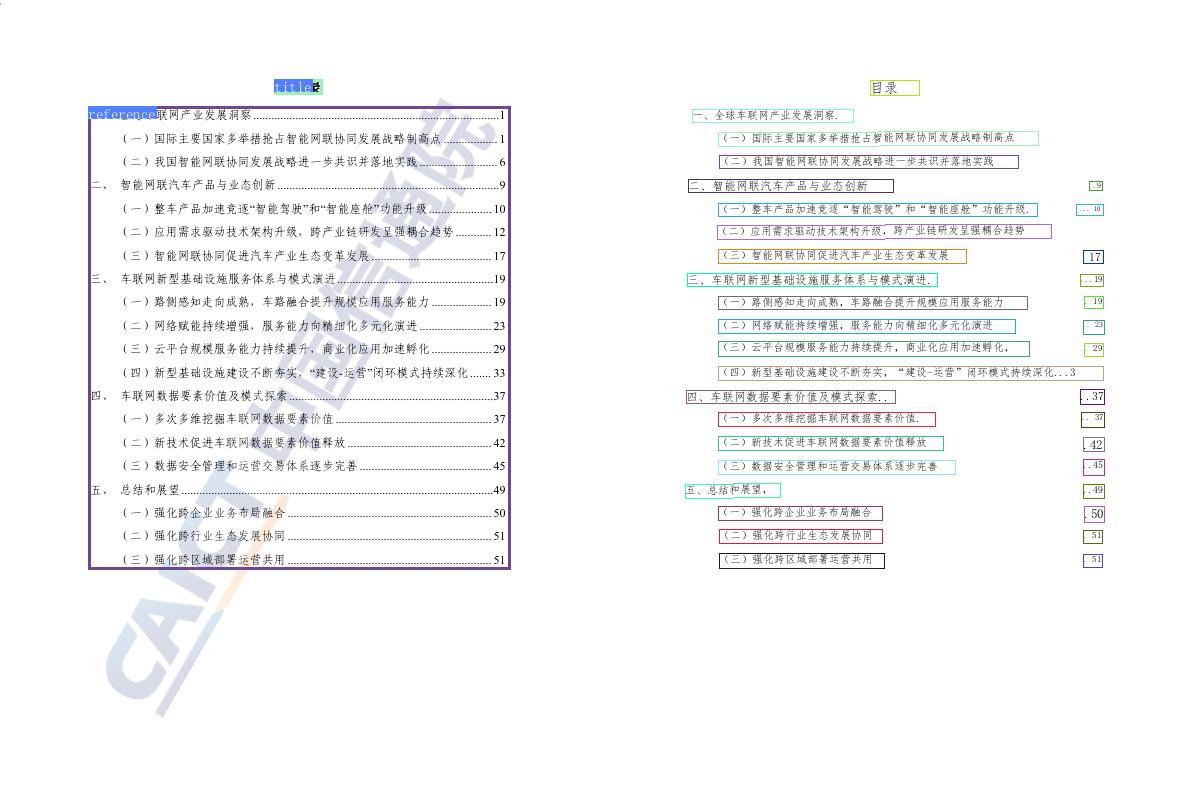 title录
reference联网产业发展洞察........1
（一）国际主要国家多举措抢占智能网联协同发展战略制高点........1
（二）我国智能网联协同发展战略进一步共识并落地实践........6
二、 智能网联汽车产品与业态创新........9
（一）整车产品加速竞逐“智能驾驶”和“智能座舱”功能升级........10
（二）应用需求驱动技术架构升级，跨产业链研发呈强耦合趋势........12
（三）智能网联协同促进汽车产业生态变革发展........17
三、 车联网新型基础设施服务体系与模式演进........19
（一）路侧感知走向成熟，车路融合提升规模应用服务能力........19
（二）网络赋能持续增强，服务能力向精细化多元化演进........23
（三）云平台规模服务能力持续提升，商业化应用加速孵化........29
（四）新型基础设施建设不断夯实，“建设-运营”闭环模式持续深化.......33
四、 车联网数据要素价值及模式探索........37
（一）多次多维挖掘车联网数据要素价值........37
（二）新技术促进车联网数据要素价值释放........42
（三）数据安全管理和运营交易体系逐步完善........45
五、 总结和展望........49
（一）强化跨企业业务布局融合........50
（二）强化跨行业生态发展协同........51
（三）强化跨区域部署运营共用........51
CAICT 中国信通院
目录
一、全球车联网产业发展洞察.
（一）国际主要国家多举措抢占智能网联协同发展战略制高点
（二）我国智能网联协同发展战略进一步共识并落地实践
二、智能网联汽车产品与业态创新 .9
（一）整车产品加速竞逐“智能驾驶”和“智能座舱”功能升级. ... 10
（二）应用需求驱动技术架构升级，跨产业链研发呈强耦合趋势
（三）智能网联协同促进汽车产业生态变革发展 17
三、车联网新型基础设施服务体系与模式演进. ...19
（一）路侧感知走向成熟，车路融合提升规模应用服务能力 . 19
（二）网络赋能持续增强，服务能力向精细化多元化演进 .. 23
（三）云平台规模服务能力持续提升，商业化应用加速孵化， 29
（四）新型基础设施建设不断夯实，“建设-运营”闭环模式持续深化...3
四、车联网数据要素价值及模式探索.. ..37
（一）多次多维挖掘车联网数据要素价值. .. 37
（二）新技术促进车联网数据要素价值释放 .42
（三）数据安全管理和运营交易体系逐步完善 ..45
五、总结和展望， ..49
（一）强化跨企业业务布局融合 .50
（二）强化跨行业生态发展协同 . 51
（三）强化跨区域部署运营共用 . 51